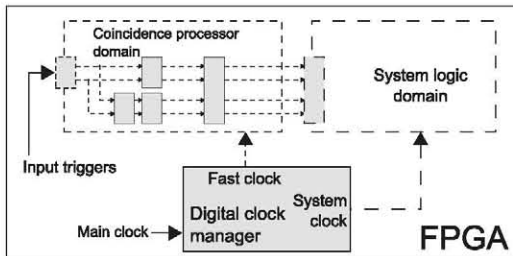 Coincidence processor
domain
System logic
domain
Input triggers
Fast clock
System
clock
Digital clock
manager
Main clock
FPGA